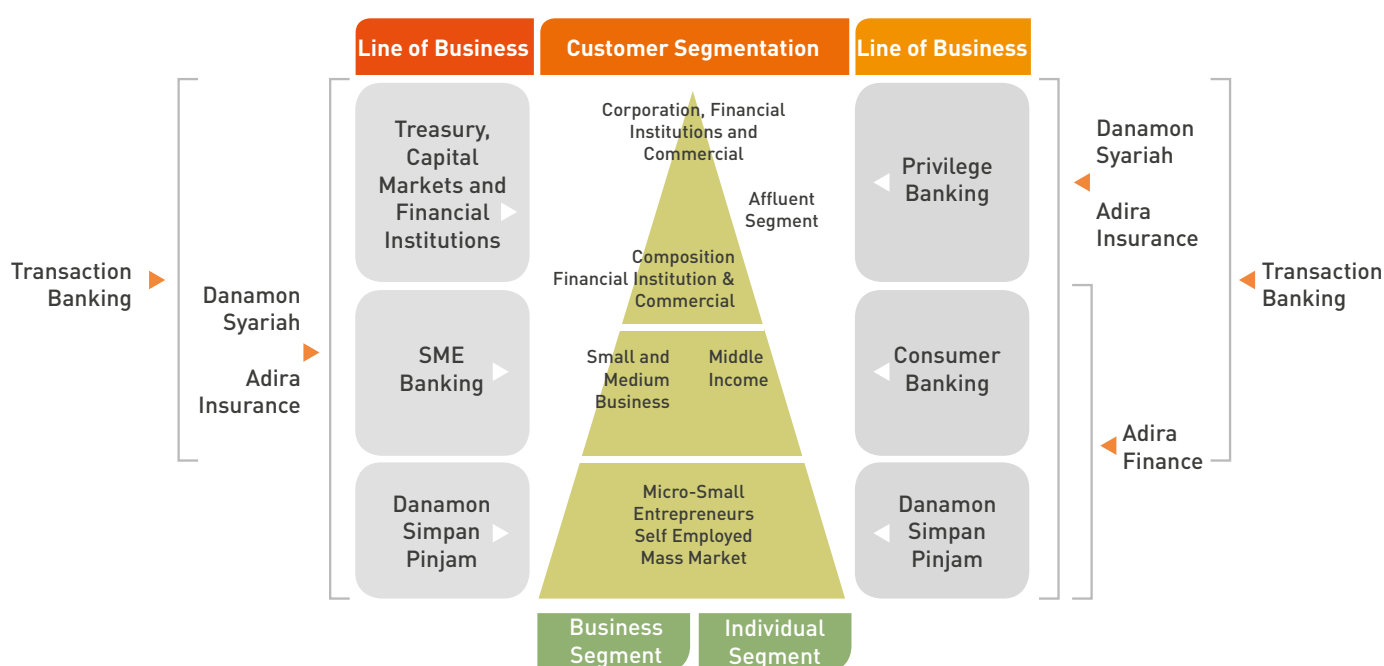 Line of Business
Customer Segmentation
Line of Business
Transaction
Banking
Danamon
Syariah
Adira
Insurance
Treasury,
Capital
Markets and
Financial
Institutions
SME
Banking
Danamon
Simpan
Pinjam
Corporation, Financial
Institutions and
Commercial
Affluent
Segment
Composition
Financial Institution &
Commercial
Small and
Medium
Business
Middle
Income
Micro-Small
Entrepreneurs
Self Employed
Mass Market
Business
Segment
Individual
Segment
Privilege
Banking
Consumer
Banking
Danamon
Simpan
Pinjam
Danamon
Syariah
Adira
Insurance
Adira
Finance
Transaction
Banking